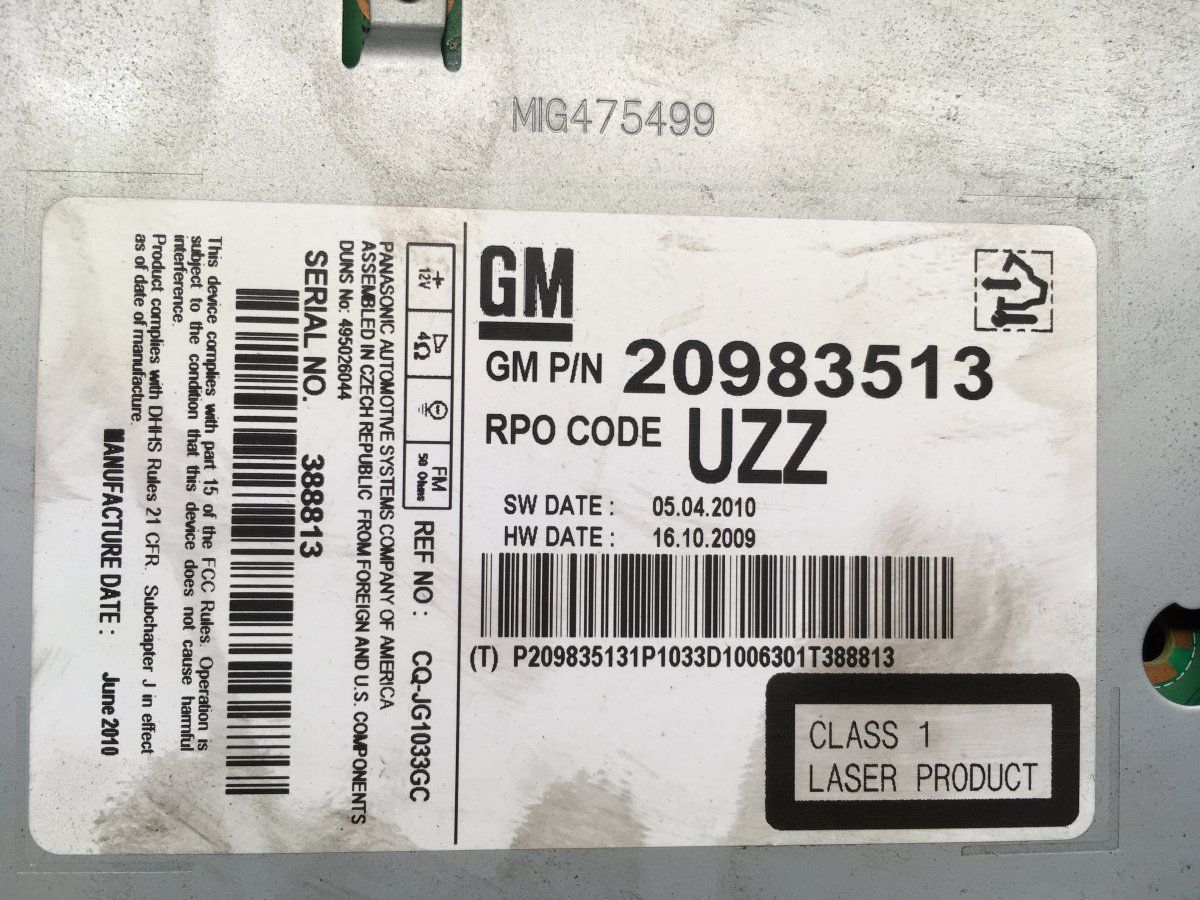 MIG475499
GM
GM P/N 20983513
RPO CODE UZZ
SW DATE : 05.04.2010
HW DATE : 16.10.2009
(T) P209835131P1033D1006301T388813
CLASS 1
LASER PRODUCT
+ 12V
4Ω
FM 50 Ohms
REF NO : CQ-JG1033GC
PANASONIC AUTOMOTIVE SYSTEMS COMPANY OF AMERICA
ASSEMBLED IN CZECH REPUBLIC FROM FOREIGN AND U.S. COMPONENTS
DUNS No: 495026044
SERIAL NO. 388813
This device complies with part 15 of the FCC Rules. Operation is
subject to the condition that this device does not cause harmful
interference.
Product complies with DHHS Rules 21 CFR Subchapter J in effect
as of date of manufacture.
MANUFACTURE DATE : June 2010